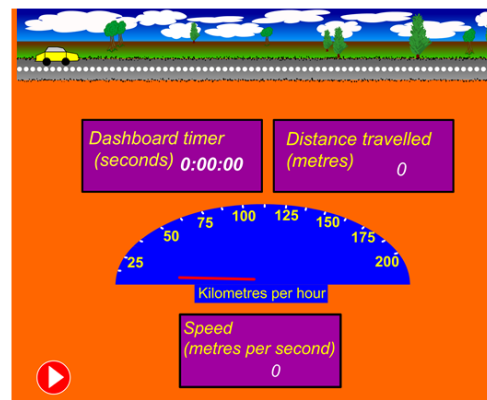 Dashboard timer
(seconds) 0:00:00
Distance travelled
(metres)
0
25
50
75
100
125
150
175
200
Kilometres per hour
Speed
(metres per second)
0